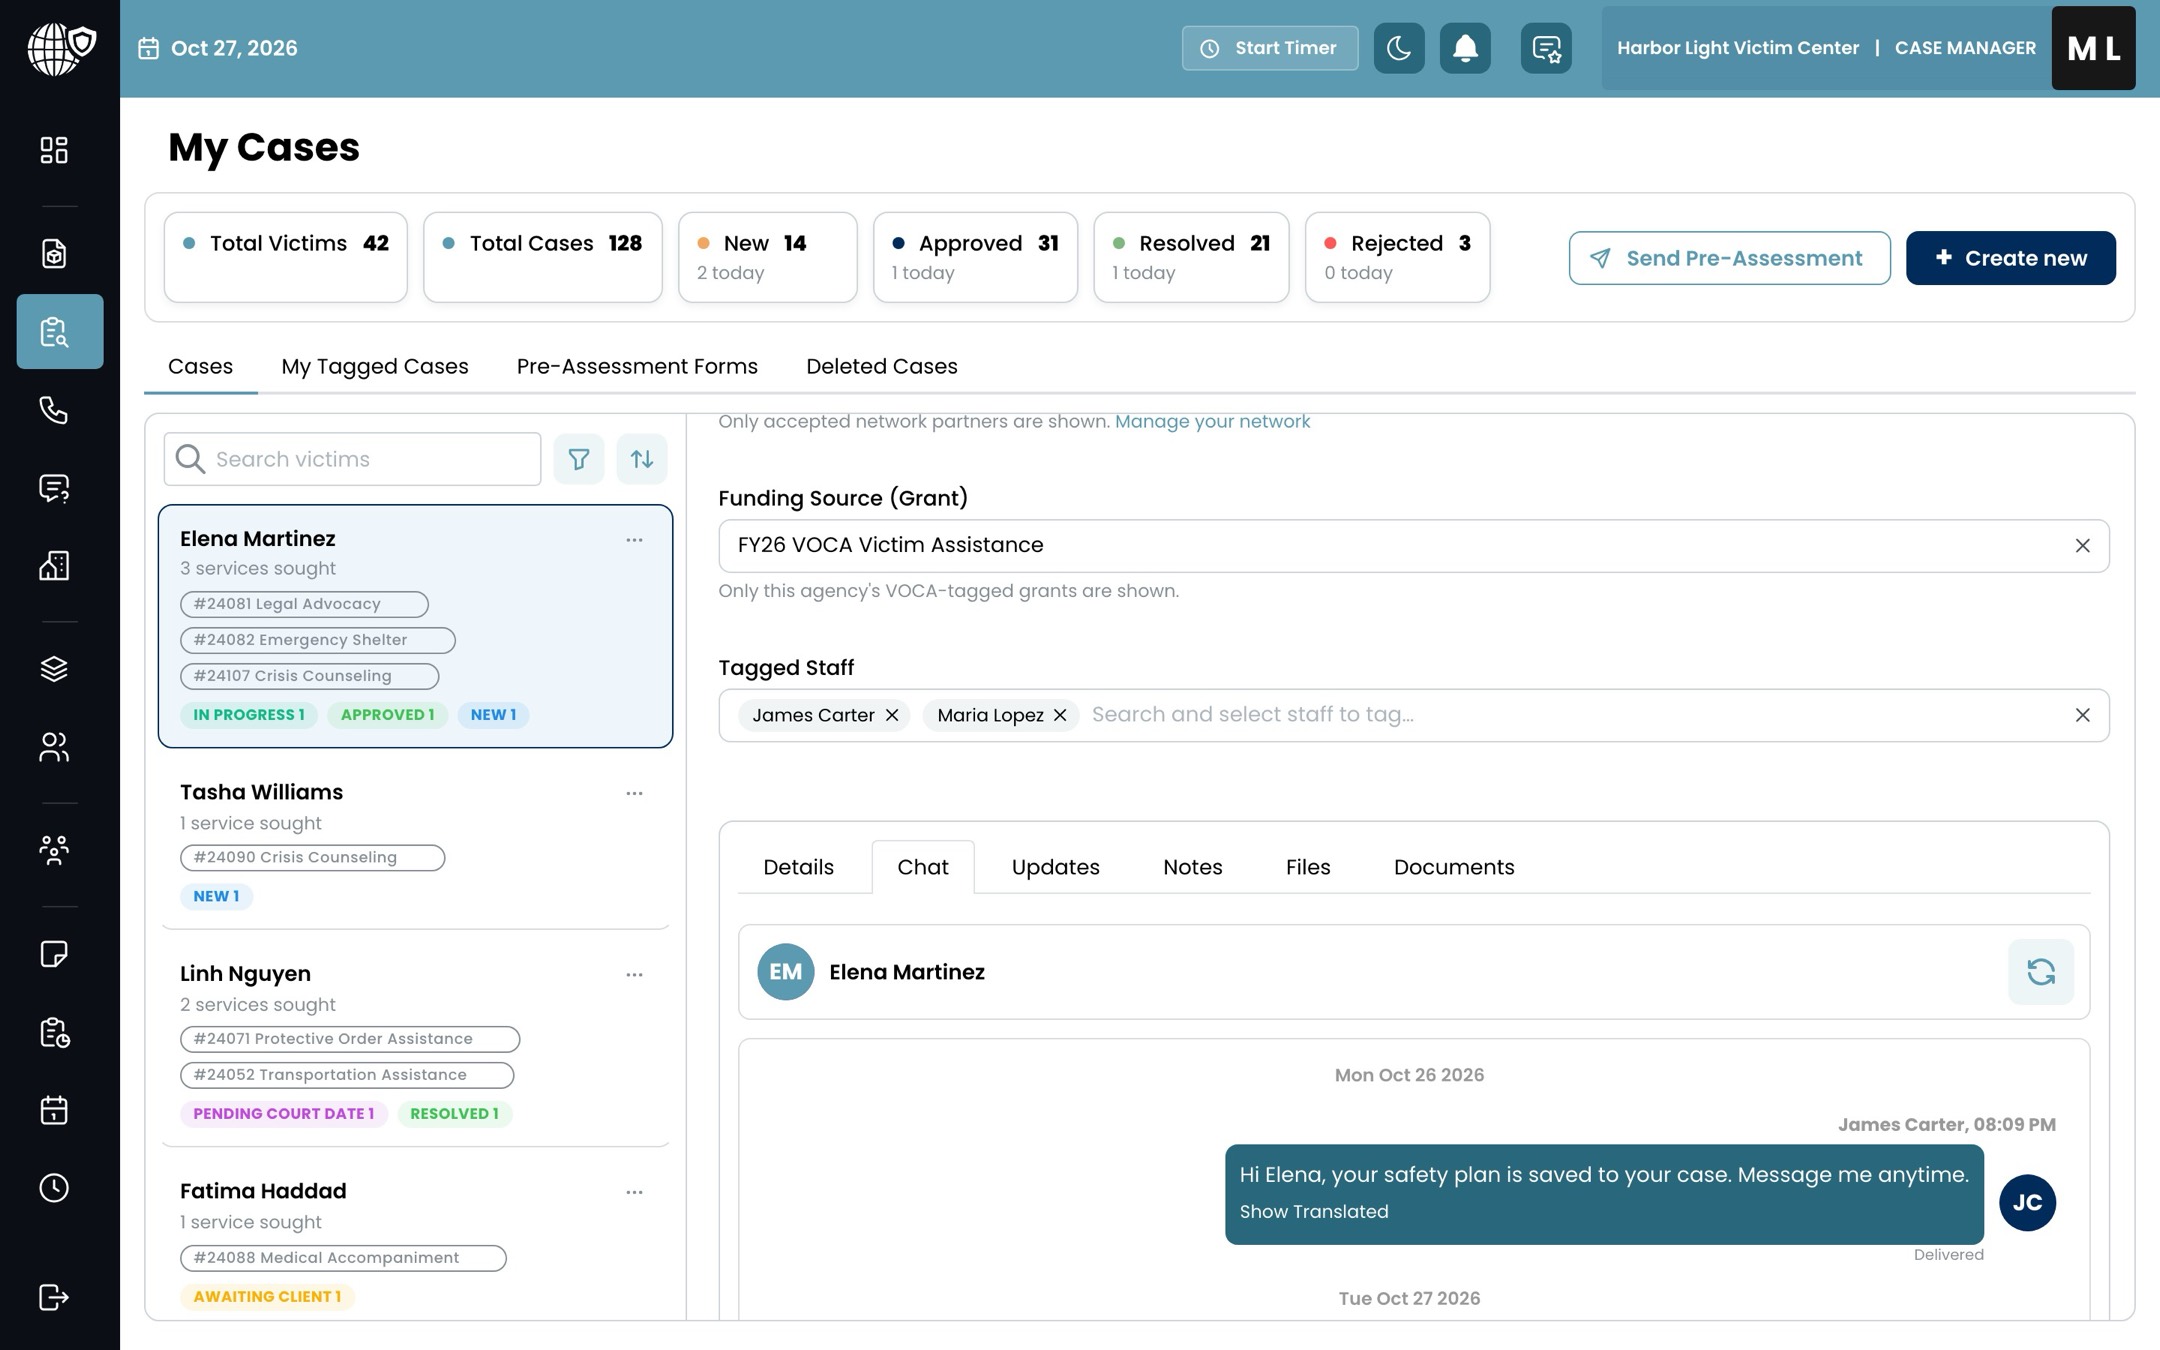 Oct 27, 2026
Start Timer
Harbor Light Victim Center | CASE MANAGER
M L
My Cases
Total Victims 42
Total Cases 128
New 14
2 today
Approved 31
1 today
Resolved 21
1 today
Rejected 3
0 today
Send Pre-Assessment
+ Create new
Cases
My Tagged Cases
Pre-Assessment Forms
Deleted Cases
Search victims
Elena Martinez
3 services sought
#24081 Legal Advocacy
#24082 Emergency Shelter
#24107 Crisis Counseling
IN PROGRESS 1
APPROVED 1
NEW 1
Tasha Williams
1 service sought
#24090 Crisis Counseling
NEW 1
Linh Nguyen
2 services sought
#24071 Protective Order Assistance
#24052 Transportation Assistance
PENDING COURT DATE 1
RESOLVED 1
Fatima Haddad
1 service sought
#24088 Medical Accompaniment
AWAITING CLIENT 1
Only accepted network partners are shown. Manage your network
Funding Source (Grant)
FY26 VOCA Victim Assistance
Only this agency's VOCA-tagged grants are shown.
Tagged Staff
James Carter
Maria Lopez
Search and select staff to tag...
Details
Chat
Updates
Notes
Files
Documents
EM
Elena Martinez
Mon Oct 26 2026
James Carter, 08:09 PM
Hi Elena, your safety plan is saved to your case. Message me anytime.
Show Translated
JC
Delivered
Tue Oct 27 2026